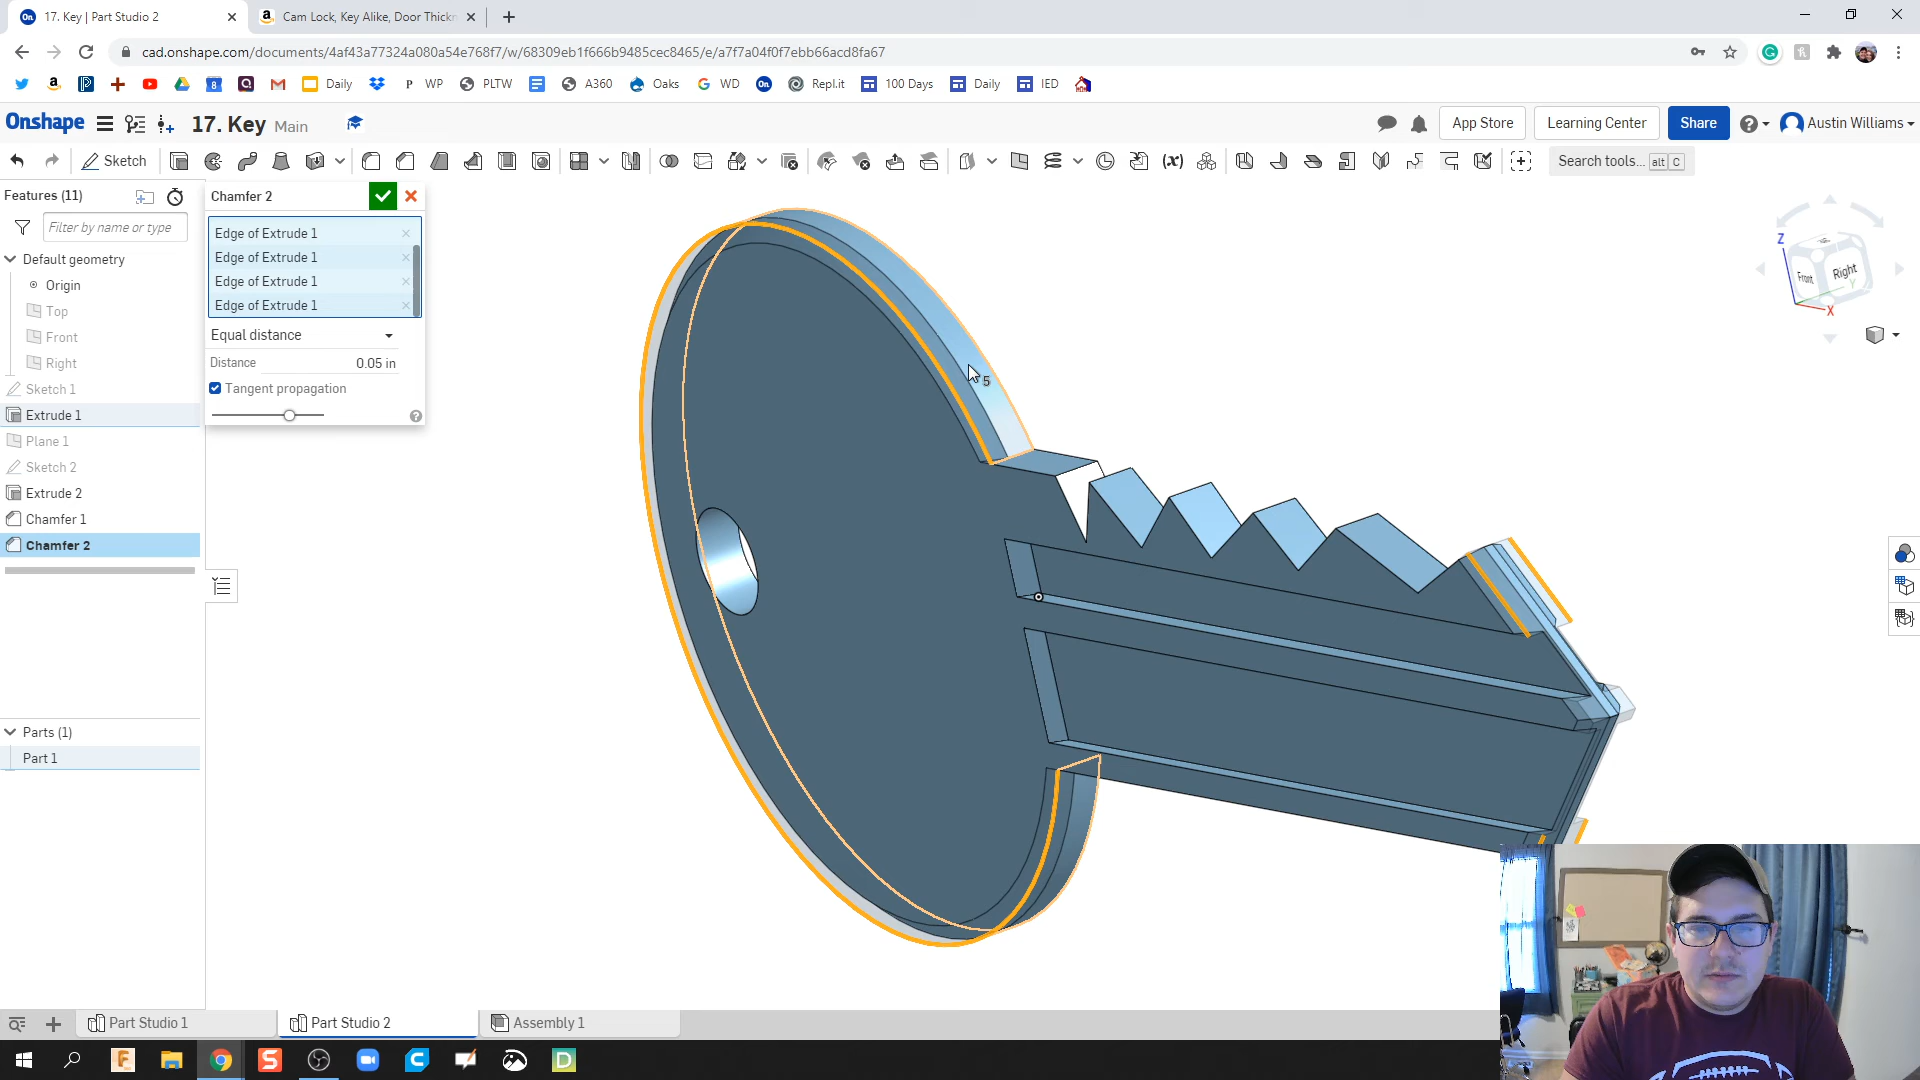 17. Key | Part Studio 2
Cam Lock, Key Alike, Door Thickn
cad.onshape.com/documents/4af43a77324a080a54e768f7/w/68309eb1f666b9485cec8465/e/a7f7a04f0f7ebb66acd8fa67
Daily
WP
PLTW
A360
Oaks
WD
Repl.it
100 Days
Daily
IED
Onshape
17. Key Main
App Store
Learning Center
Share
Austin Williams
Sketch
Search tools... alt C
Features (11)
Filter by name or type
Default geometry
Origin
Top
Front
Right
Sketch 1
Extrude 1
Plane 1
Sketch 2
Extrude 2
Chamfer 1
Chamfer 2
Chamfer 2
Edge of Extrude 1
Edge of Extrude 1
Edge of Extrude 1
Edge of Extrude 1
Equal distance
Distance 0.05 in
Tangent propagation
5
Z
Front
Right
Y
X
Parts (1)
Part 1
Part Studio 1
Part Studio 2
Assembly 1